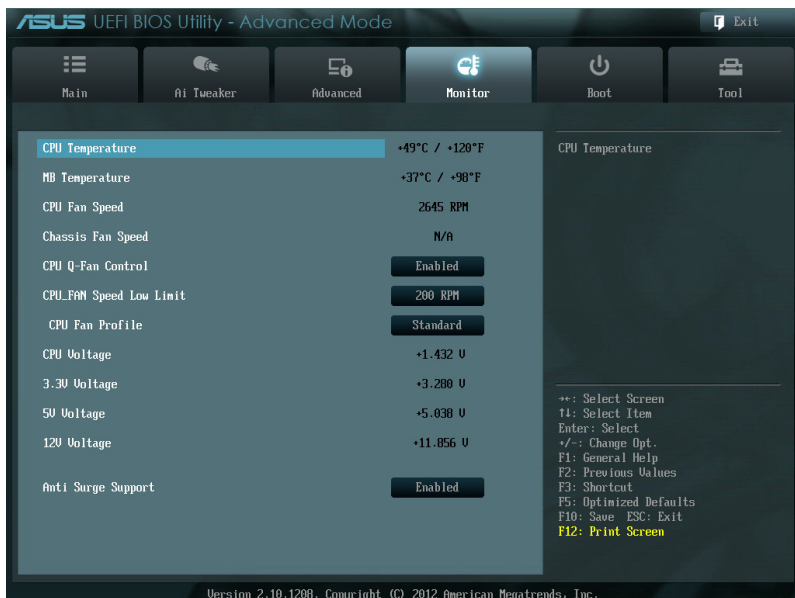 ASUS UEFI BIOS Utility - Advanced Mode
Exit
Main
Ai Tweaker
Advanced
Monitor
Boot
Tool
CPU Temperature +49°C / +120°F
MB Temperature +37°C / +98°F
CPU Fan Speed 2645 RPM
Chassis Fan Speed N/A
CPU Q-Fan Control Enabled
CPU_FAN Speed Low Limit 200 RPM
CPU Fan Profile Standard
CPU Voltage +1.432 V
3.3V Voltage +3.280 V
5V Voltage +5.038 V
12V Voltage +11.856 V
Anti Surge Support Enabled
CPU Temperature
→←: Select Screen
↑↓: Select Item
Enter: Select
+/-: Change Opt.
F1: General Help
F2: Previous Values
F3: Shortcut
F5: Optimized Defaults
F10: Save ESC: Exit
F12: Print Screen
Version 2.10.1208. Copyright (C) 2012 American Megatrends, Inc.